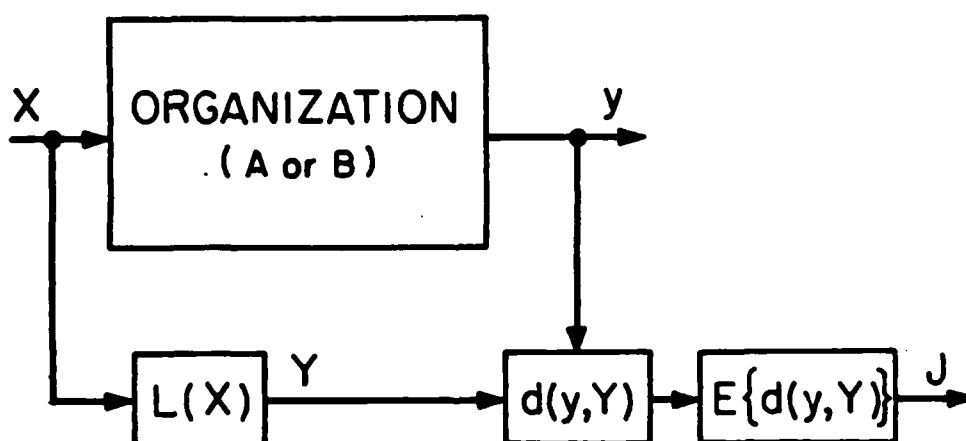 X
ORGANIZATION
(A or B)
y
L(X)
Y
d(y,Y)
E{d(y,Y)}
J